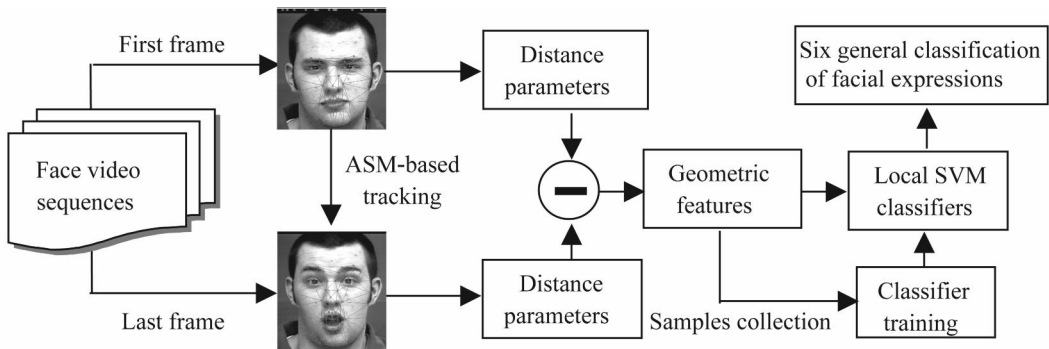 First frame
Face video
sequences
Last frame
ASM-based
tracking
Distance
parameters
Distance
parameters
Geometric
features
Samples collection
Six general classification
of facial expressions
Local SVM
classifiers
Classifier
training